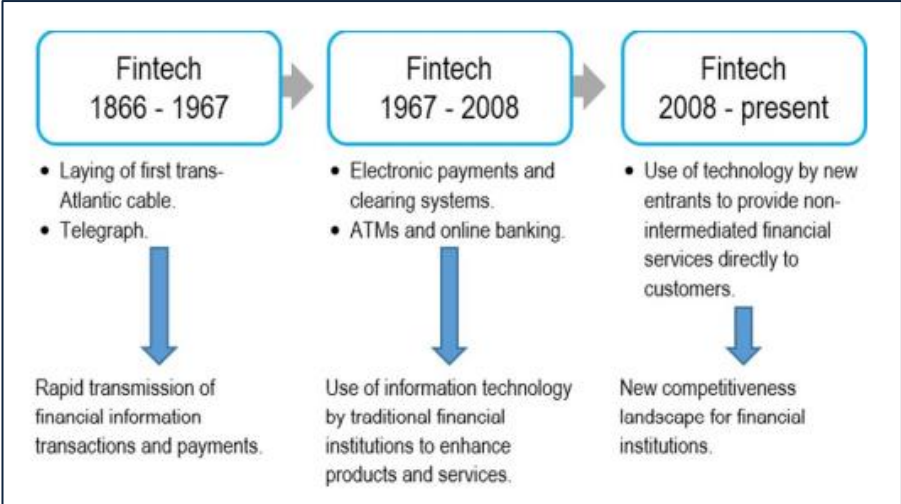 Fintech
1866 - 1967
• Laying of first trans-
Atlantic cable.
• Telegraph.
Rapid transmission of
financial information
transactions and payments.
Fintech
1967 - 2008
• Electronic payments and
clearing systems.
• ATMs and online banking.
Use of information technology
by traditional financial
institutions to enhance
products and services.
Fintech
2008 - present
• Use of technology by new
entrants to provide non-
intermediated financial
services directly to
customers.
New competitiveness
landscape for financial
institutions.